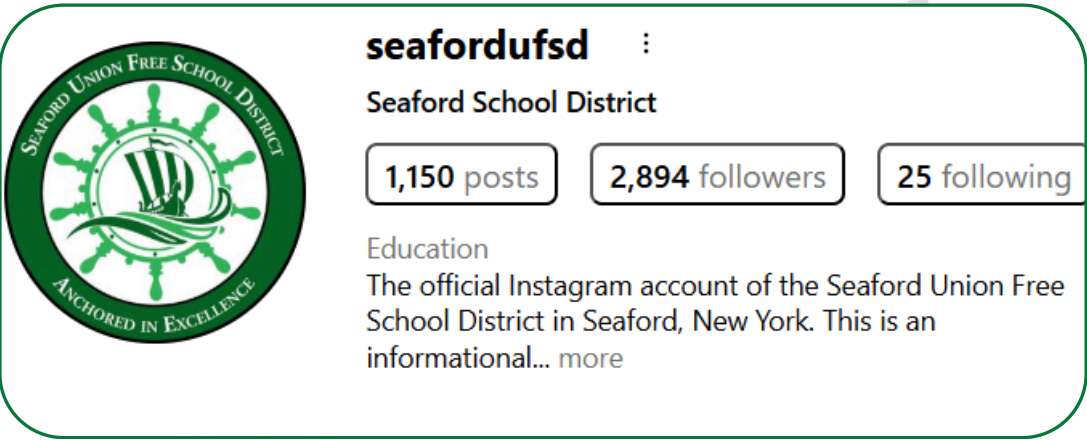 SEAFORD UNION FREE SCHOOL DISTRICT
ANCHORED IN EXCELLENCE
seafordufsd
Seaford School District
1,150 posts 2,894 followers 25 following
Education
The official Instagram account of the Seaford Union Free
School District in Seaford, New York. This is an
informational... more